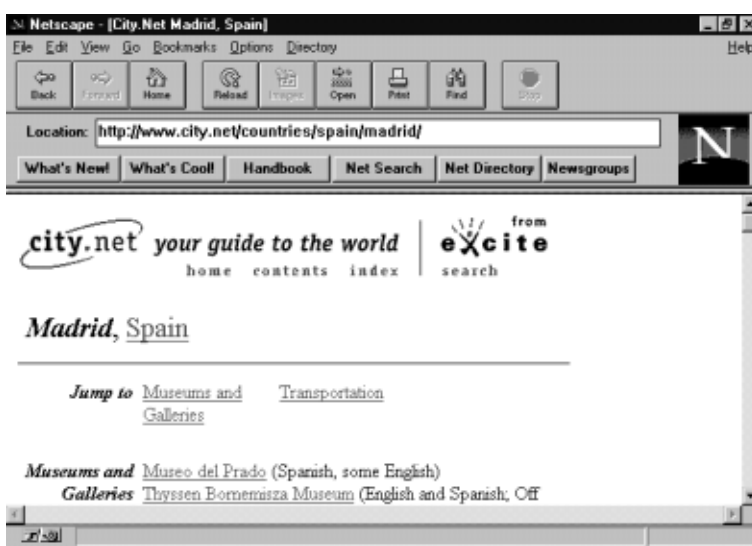 Netscape - [City.Net Madrid, Spain]
File Edit View Go Bookmarks Options Directory Help
Back Forward Home Reload Images Open Print Find Stop
Location: http://www.city.net/countries/spain/madrid/
What's New! What's Cool! Handbook Net Search Net Directory Newsgroups
N
city.net your guide to the world from excite
home contents index search
Madrid, Spain
Jump to Museums and Transportation
Galleries
Museums and Museo del Prado (Spanish, some English)
Galleries Thyssen Bornemisza Museum (English and Spanish; Off